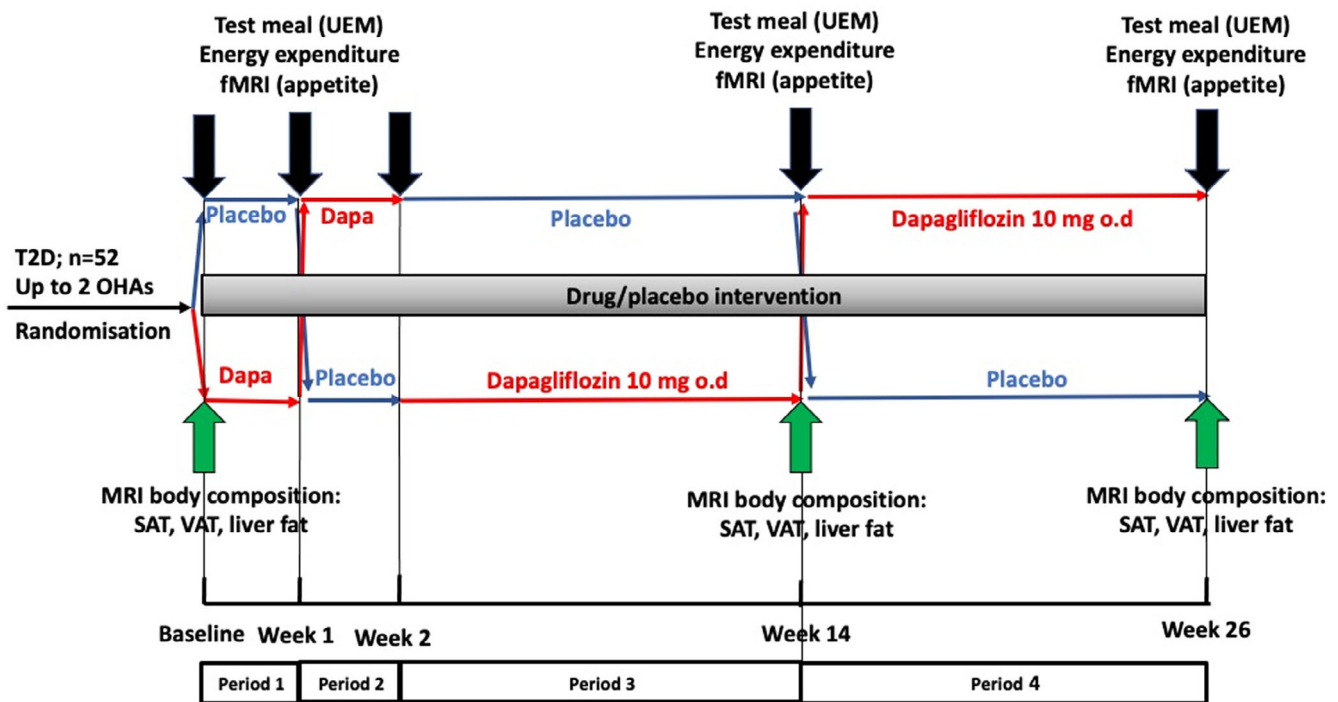 Test meal (UEM)
Energy expenditure
fMRI (appetite)
Test meal (UEM)
Energy expenditure
fMRI (appetite)
Test meal (UEM)
Energy expenditure
fMRI (appetite)
Placebo
Dapa
Placebo
Dapagliflozin 10 mg o.d
T2D; n=52
Up to 2 OHAs
Randomisation
Drug/placebo intervention
Dapa
Placebo
Dapagliflozin 10 mg o.d
Placebo
MRI body composition:
SAT, VAT, liver fat
MRI body composition:
SAT, VAT, liver fat
MRI body composition:
SAT, VAT, liver fat
Baseline
Week 1
Week 2
Week 14
Week 26
Period 1
Period 2
Period 3
Period 4